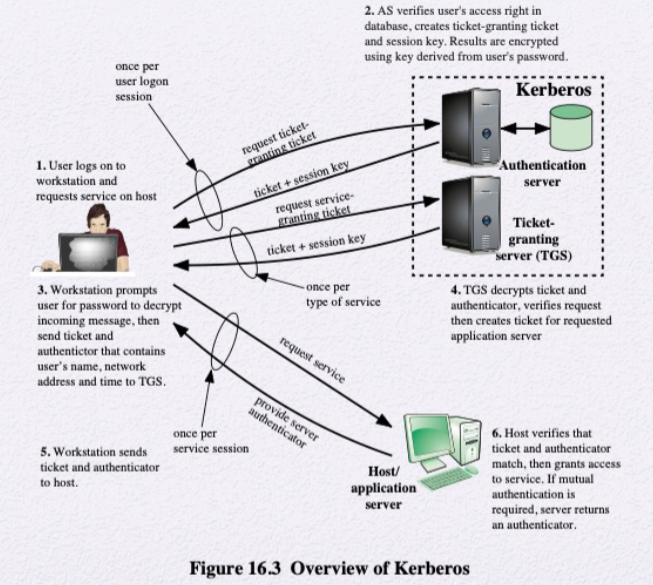 2. AS verifies user's access right in
database, creates ticket-granting ticket
and session key. Results are encrypted
using key derived from user's password.
once per
user logon
session
Kerberos
request ticket-
granting ticket
1. User logs on to
workstation and
requests service on host
ticket + session key
Authentication
server
request service-
granting ticket
ticket + session key
Ticket-
granting
server (TGS)
once per
type of service
3. Workstation prompts
user for password to decrypt
incoming message, then
send ticket and
authentictor that contains
user's name, network
address and time to TGS.
4. TGS decrypts ticket and
authenticator, verifies request
then creates ticket for requested
application server
request service
provide server
authenticator
once per
service session
5. Workstation sends
ticket and authenticator
to host.
Host/
application
server
6. Host verifies that
ticket and authenticator
match, then grants access
to service. If mutual
authentication is
required, server returns
an authenticator.
Figure 16.3 Overview of Kerberos